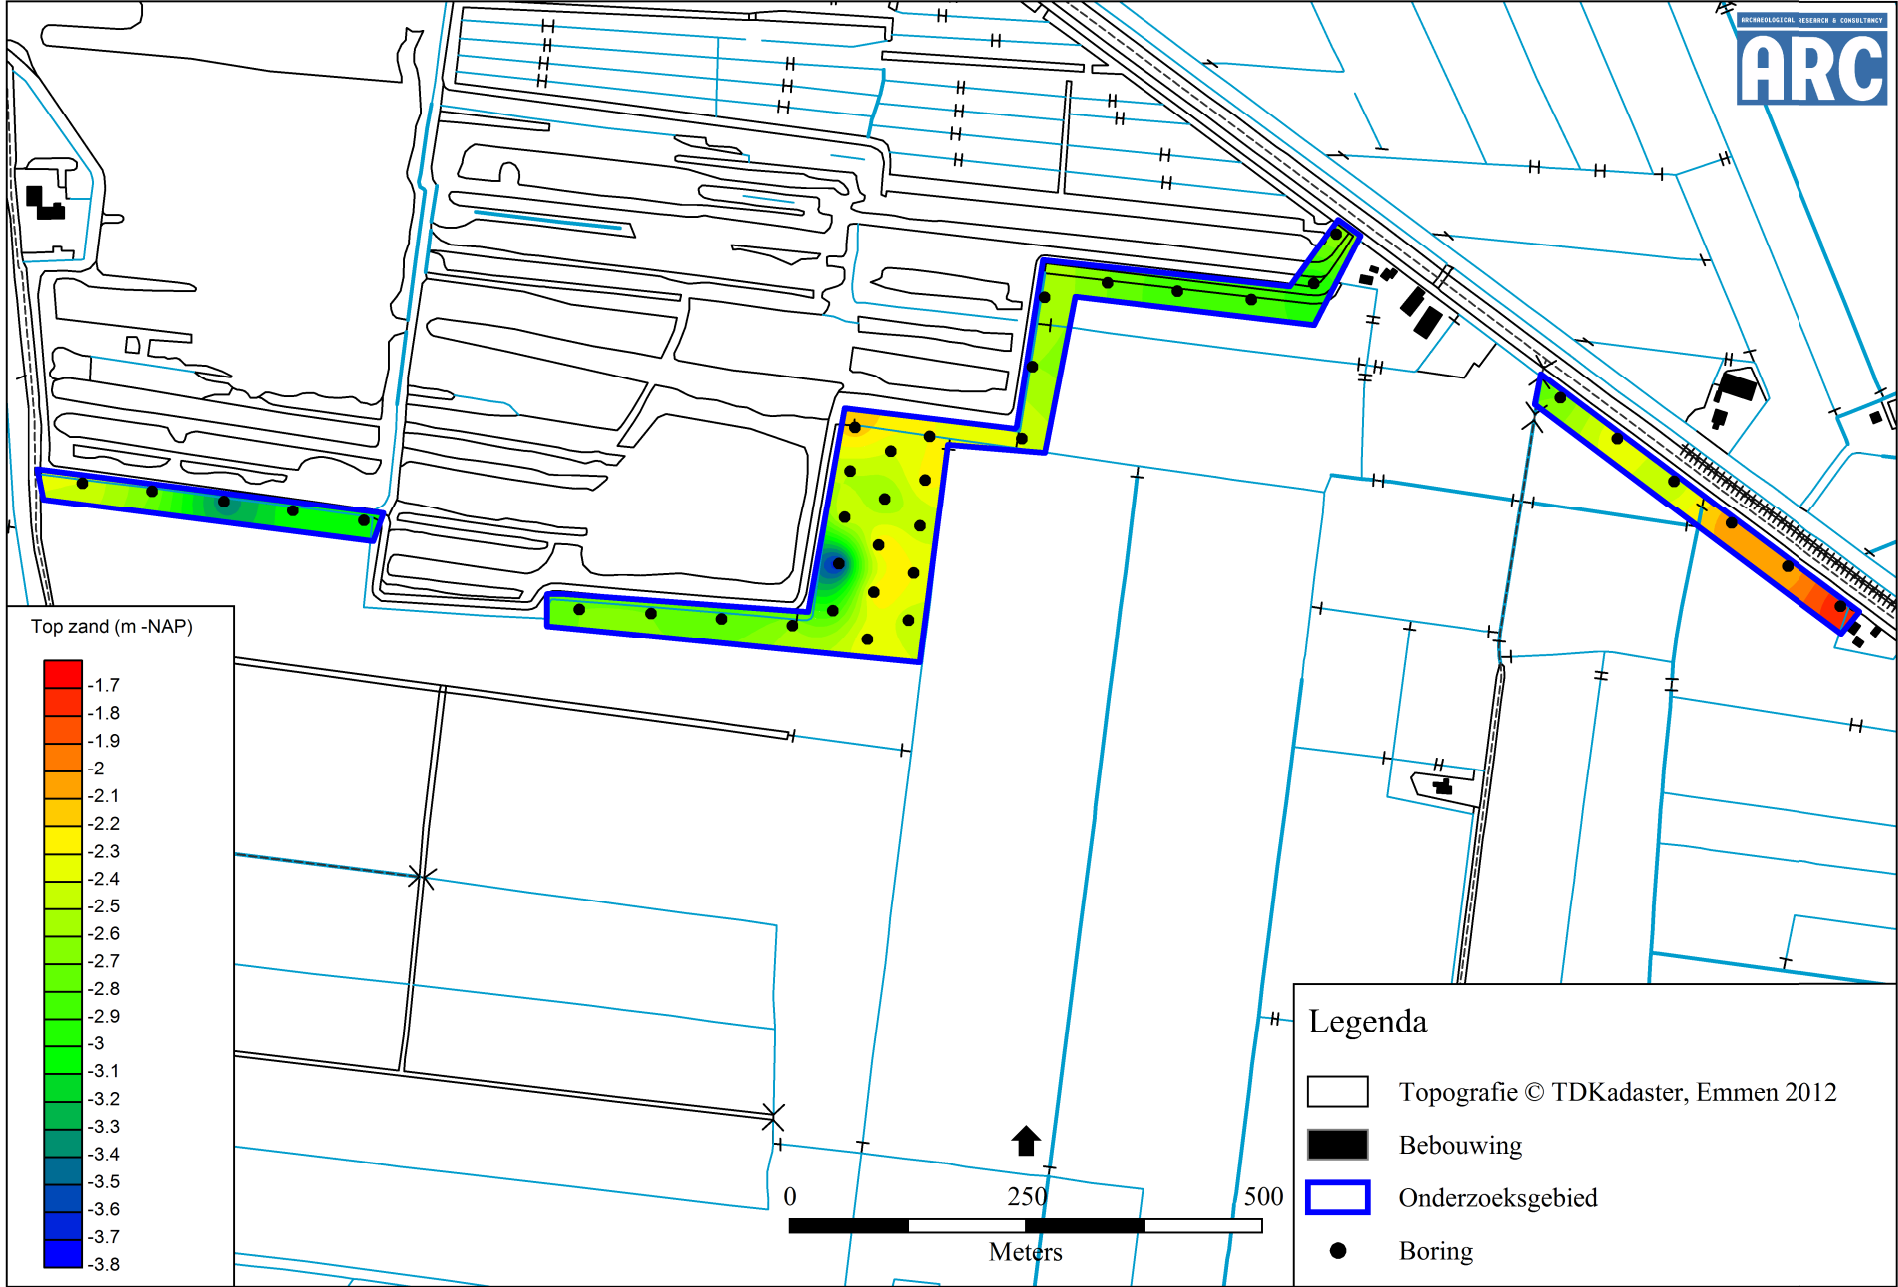 ARCHAEOLOGICAL RESEARCH & CONSULTANCY
ARC
Top zand (m -NAP)
-1.7
-1.8
-1.9
-2
-2.1
-2.2
-2.3
-2.4
-2.5
-2.6
-2.7
-2.8
-2.9
-3
-3.1
-3.2
-3.3
-3.4
-3.5
-3.6
-3.7
-3.8
0 250 500
Meters
Legenda
Topografie © TDKadaster, Emmen 2012
Bebouwing
Onderzoeksgebied
Boring